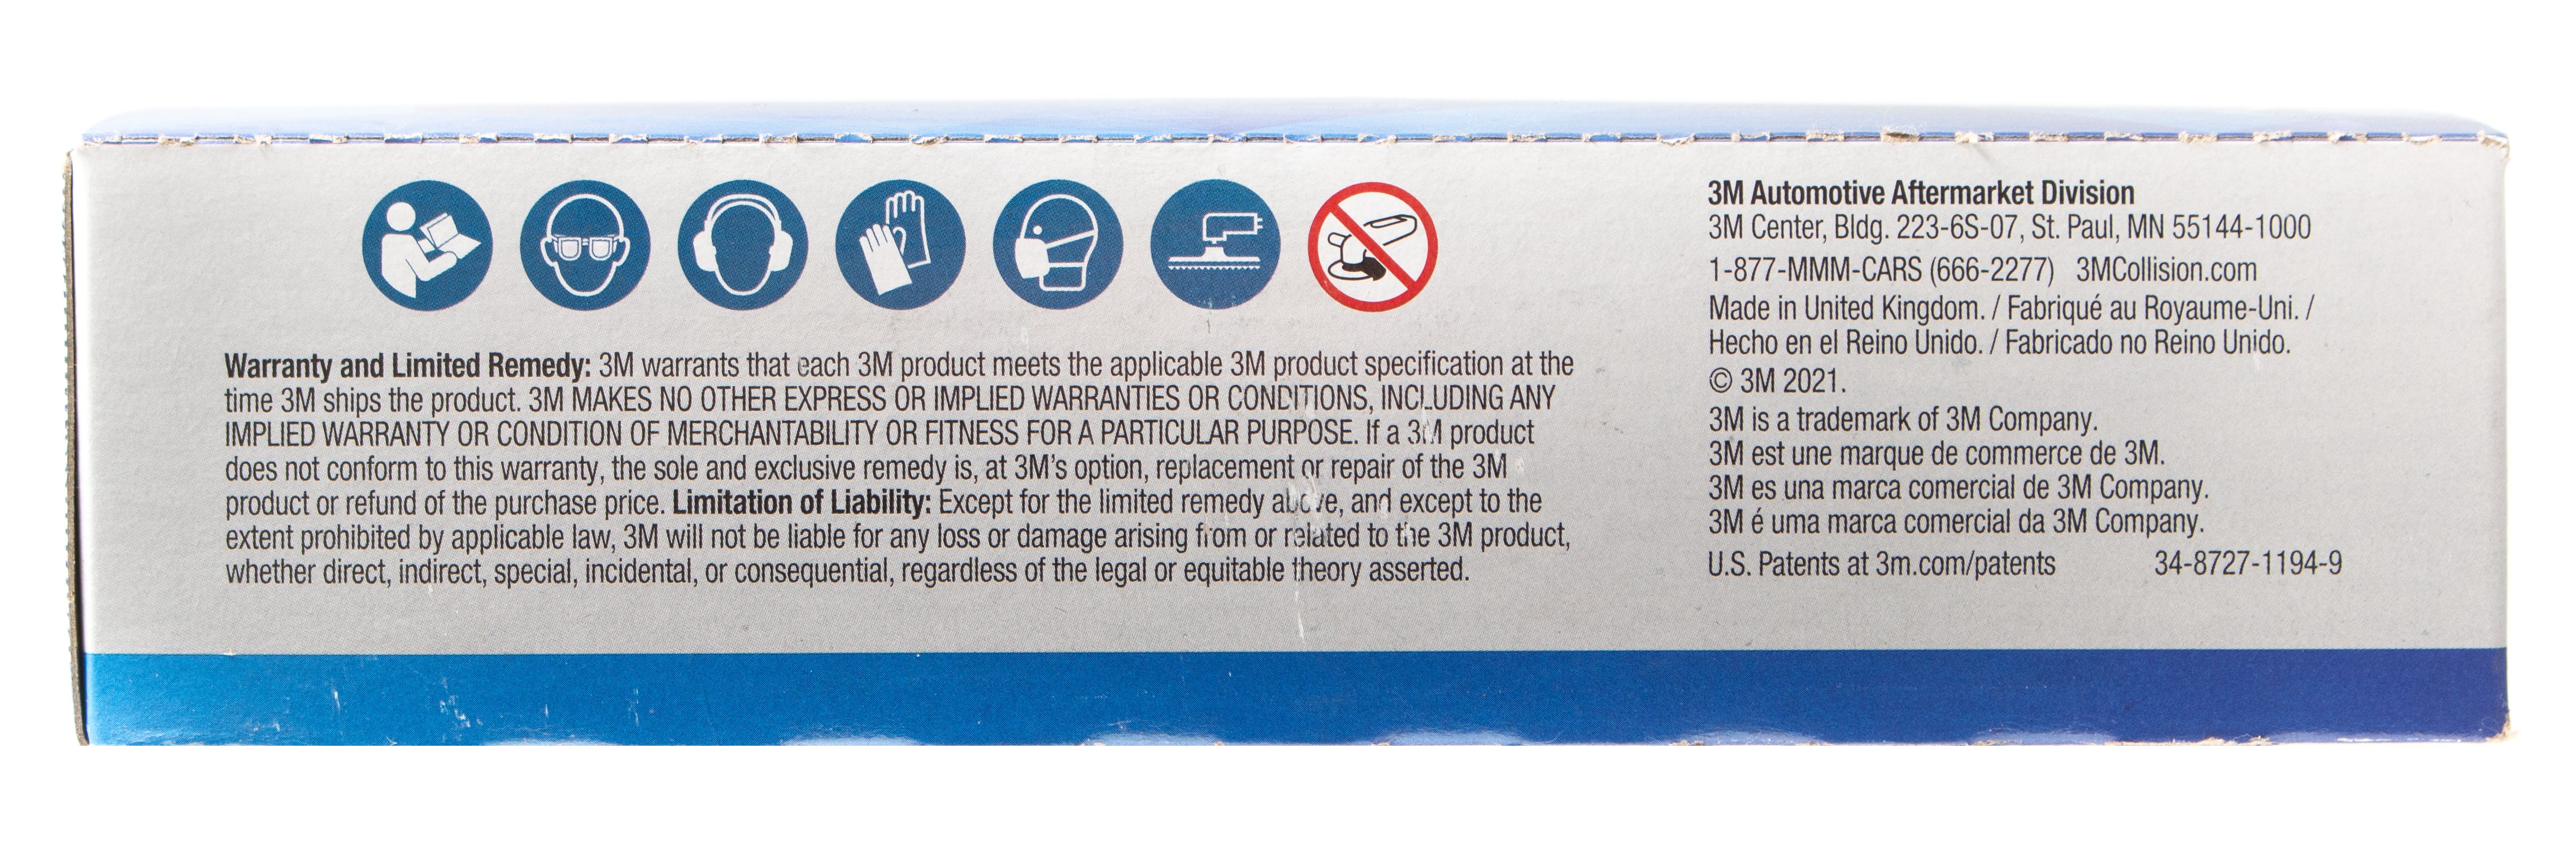 Warranty and Limited Remedy: 3M warrants that each 3M product meets the applicable 3M product specification at the
time 3M ships the product. 3M MAKES NO OTHER EXPRESS OR IMPLIED WARRANTIES OR CONDITIONS, INCLUDING ANY
IMPLIED WARRANTY OR CONDITION OF MERCHANTABILITY OR FITNESS FOR A PARTICULAR PURPOSE. If a 3M product
does not conform to this warranty, the sole and exclusive remedy is, at 3M's option, replacement or repair of the 3M
product or refund of the purchase price. Limitation of Liability: Except for the limited remedy above, and except to the
extent prohibited by applicable law, 3M will not be liable for any loss or damage arising from or related to the 3M product,
whether direct, indirect, special, incidental, or consequential, regardless of the legal or equitable theory asserted.
3M Automotive Aftermarket Division
3M Center, Bldg. 223-6S-07, St. Paul, MN 55144-1000
1-877-MMM-CARS (666-2277) 3MCollision.com
Made in United Kingdom. / Fabriqué au Royaume-Uni. /
Hecho en el Reino Unido. / Fabricado no Reino Unido.
© 3M 2021.
3M is a trademark of 3M Company.
3M est une marque de commerce de 3M.
3M es una marca comercial de 3M Company.
3M é uma marca comercial da 3M Company.
U.S. Patents at 3m.com/patents 34-8727-1194-9